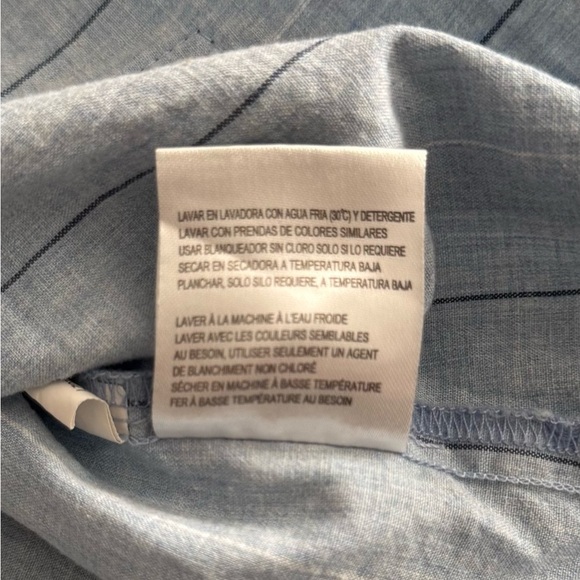 LAVAR EN LAVADORA CON AGUA FRIA (30°C) Y DETERGENTE
LAVAR CON PRENDAS DE COLORES SIMILARES
USAR BLANQUEADOR SIN CLORO SOLO SI LO REQUIERE
SECAR EN SECADORA A TEMPERATURA BAJA
PLANCHAR, SOLO SILO REQUIERE, A TEMPERATURA BAJA
LAVER À LA MACHINE À L'EAU FROIDE
LAVER AVEC LES COULEURS SEMBLABLES
AU BESOIN, UTILISER SEULEMENT UN AGENT
DE BLANCHIMENT NON CHLORÉ
SÉCHER EN MACHINE À BASSE TEMPÉRATURE
FER À BASSE TEMPÉRATURE AU BESOIN